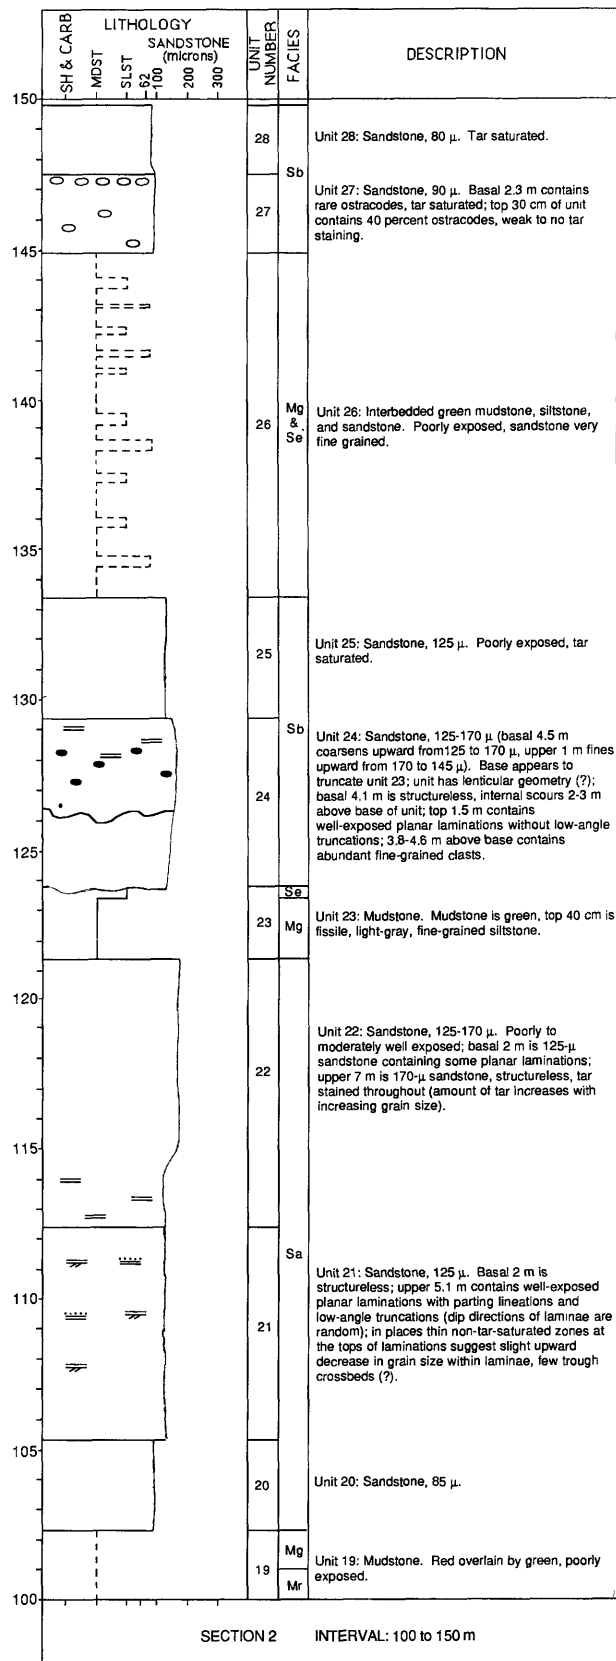 LITHOLOGY
SH & CARB
MDST
SLST
SANDSTONE
(microns)
62
100
200
300
UNIT
NUMBER
FACIES
DESCRIPTION
150
28
Unit 28: Sandstone, 80 µ. Tar saturated.
Sb
27
Unit 27: Sandstone, 90 µ. Basal 2.3 m contains
rare ostracodes, tar saturated; top 30 cm of unit
contains 40 percent ostracodes, weak to no tar
staining.
145
140
26
Mg
&
Se
Unit 26: Interbedded green mudstone, siltstone,
and sandstone. Poorly exposed, sandstone very
fine grained.
135
25
Unit 25: Sandstone, 125 µ. Poorly exposed, tar
saturated.
130
Sb
24
Unit 24: Sandstone, 125-170 µ (basal 4.5 m
coarsens upward from125 to 170 µ, upper 1 m fines
upward from 170 to 145 µ). Base appears to
truncate unit 23; unit has lenticular geometry (?);
basal 4.1 m is structureless, internal scours 2-3 m
above base of unit; top 1.5 m contains
well-exposed planar laminations without low-angle
truncations; 3.8-4.6 m above base contains
abundant fine-grained clasts.
125
Se
23
Mg
Unit 23: Mudstone. Mudstone is green, top 40 cm is
fissile, light-gray, fine-grained siltstone.
120
22
Unit 22: Sandstone, 125-170 µ. Poorly to
moderately well exposed; basal 2 m is 125-µ
sandstone containing some planar laminations;
upper 7 m is 170-µ sandstone, structureless, tar
stained throughout (amount of tar increases with
increasing grain size).
115
Sa
110
21
Unit 21: Sandstone, 125 µ. Basal 2 m is
structureless; upper 5.1 m contains well-exposed
planar laminations with parting lineations and
low-angle truncations (dip directions of laminae are
random); in places thin non-tar-saturated zones at
the tops of laminations suggest slight upward
decrease in grain size within laminae, few trough
crossbeds (?).
105
20
Unit 20: Sandstone, 85 µ.
19
Mg
Mr
Unit 19: Mudstone. Red overlain by green, poorly
exposed.
100
SECTION 2 INTERVAL: 100 to 150 m